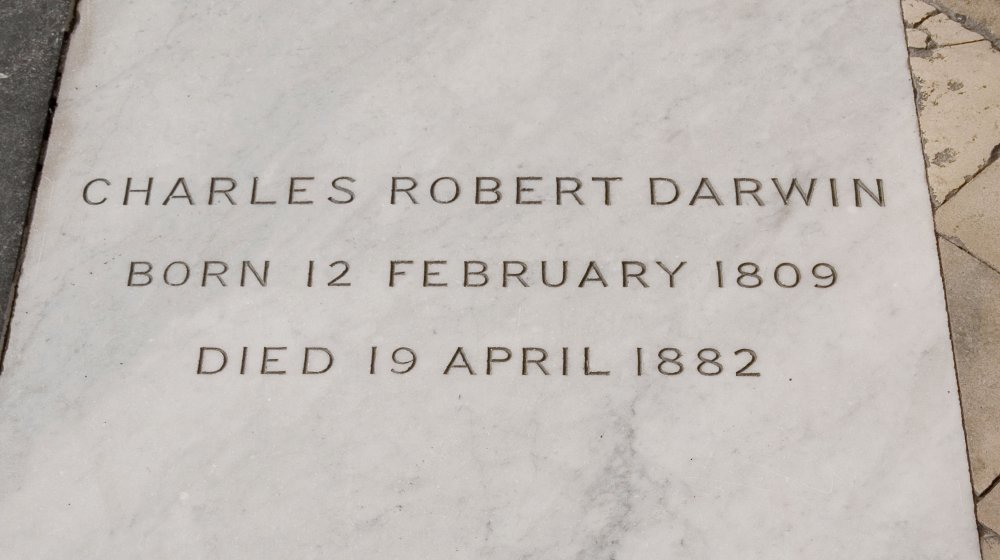 CHARLES ROBERT DARWIN
BORN 12 FEBRUARY 1809
DIED 19 APRIL 1882